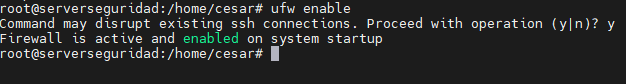 root@serverseguridad:/home/cesar# ufw enable
Command may disrupt existing ssh connections. Proceed with operation (y|n)? y
Firewall is active and enabled on system startup
root@serverseguridad:/home/cesar#